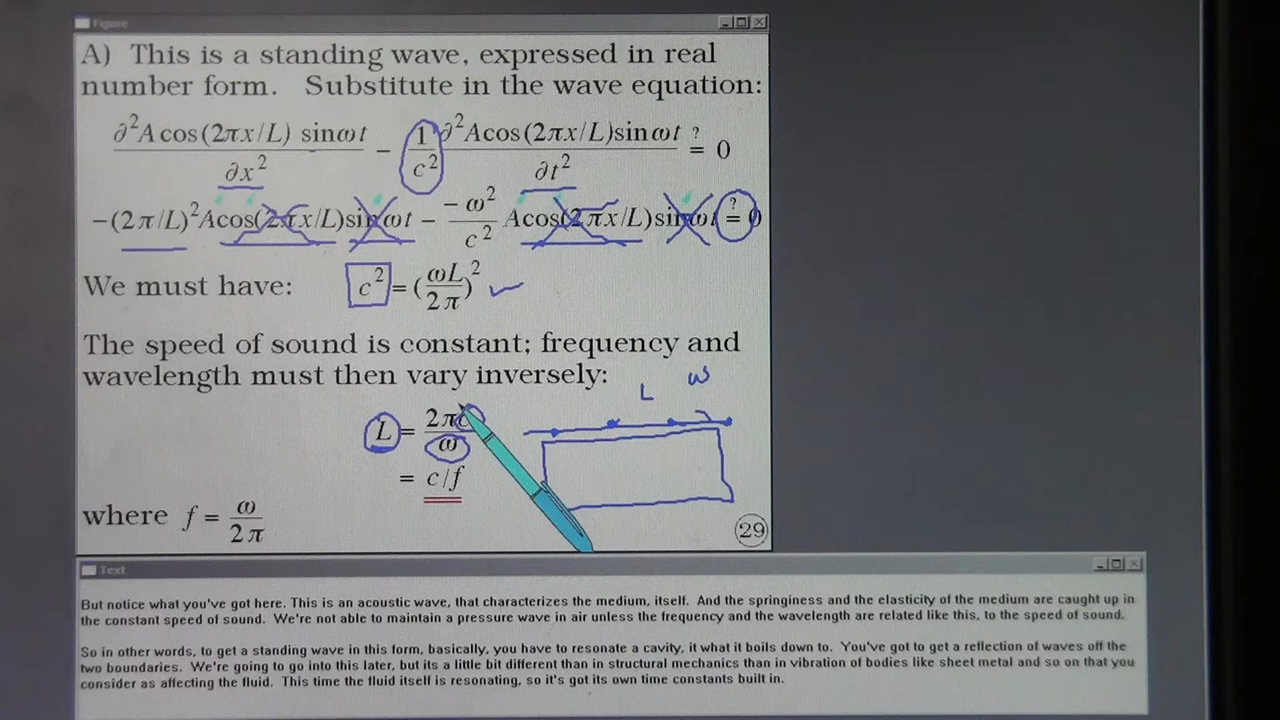 Figure
A) This is a standing wave, expressed in real
number form. Substitute in the wave equation:
∂²A cos(2πx/L) sinωt / ∂x² − 1/c² ∂²A cos(2πx/L) sinωt / ∂t² ?= 0
−(2π/L)²A cos(2πx/L) sinωt − −ω²/c² A cos(2πx/L) sinωt ?= 0
We must have: c² = (ωL/2π)²
The speed of sound is constant; frequency and
wavelength must then vary inversely:
L ω
L = 2πc/ω
= c/f
where f = ω/2π
29
Text
But notice what you've got here. This is an acoustic wave, that characterizes the medium, itself. And the springiness and the elasticity of the medium are caught up in
the constant speed of sound. We're not able to maintain a pressure wave in air unless the frequency and the wavelength are related like this, to the speed of sound.
So in other words, to get a standing wave in this form, basically, you have to resonate a cavity, it what it boils down to. You've got to get a reflection of waves off the
two boundaries. We're going to go into this later, but its a little bit different than in structural mechanics than in vibration of bodies like sheet metal and so on that you
consider as affecting the fluid. This time the fluid itself is resonating, so it's got its own time constants built in.